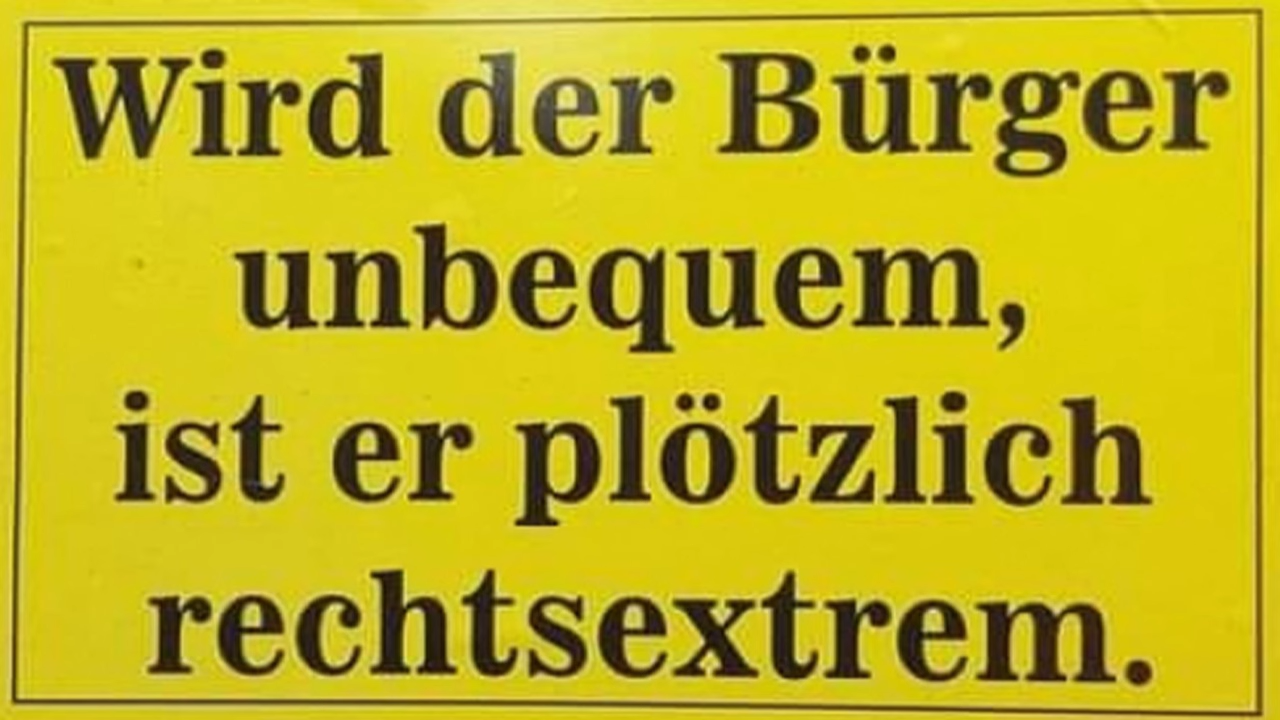 Wird der Bürger
unbequem,
ist er plötzlich
rechtsextrem.